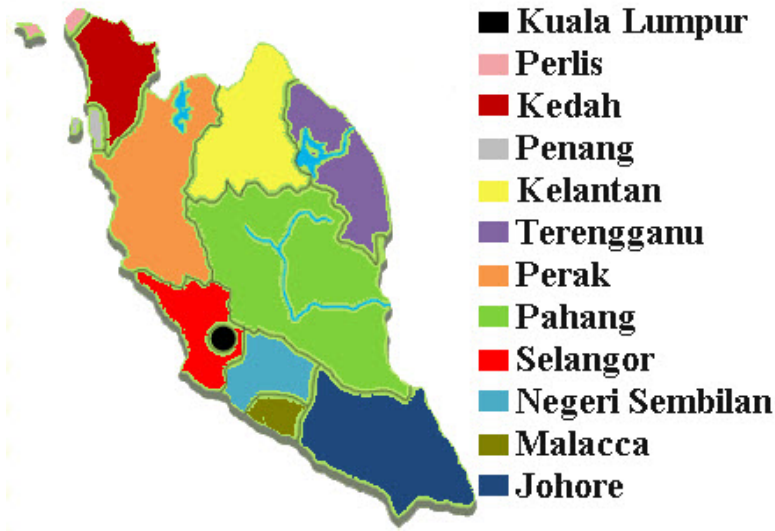 Kuala Lumpur
Perlis
Kedah
Penang
Kelantan
Terengganu
Perak
Pahang
Selangor
Negeri Sembilan
Malacca
Johore